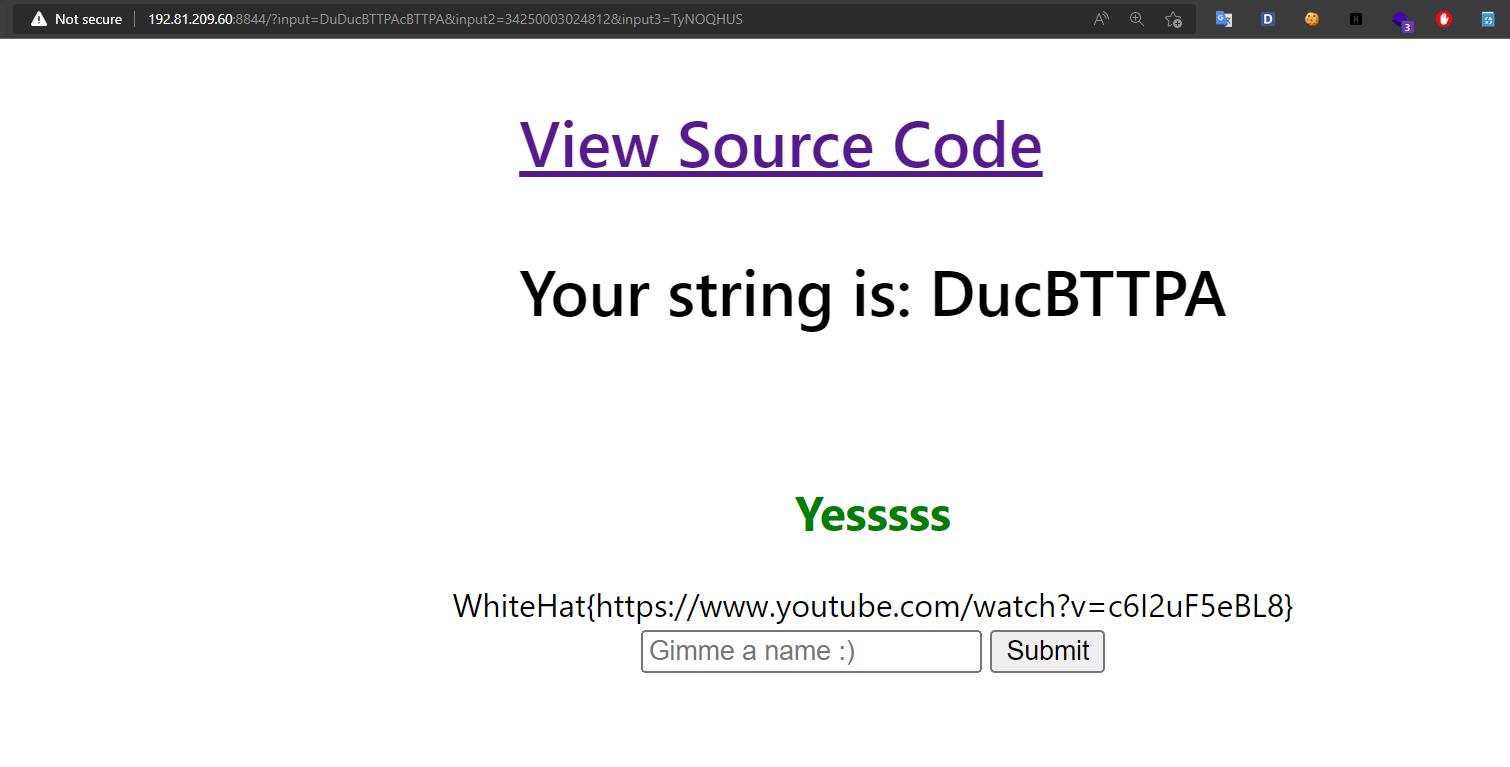 Not secure 192.81.209.60:8844/?input=DuDucBTTPAcBTTPA&input2=34250003024812&input3=TyNOQHUS
View Source Code
Your string is: DucBTTPA
Yesssss
WhiteHat{https://www.youtube.com/watch?v=c6I2uF5eBL8}
Gimme a name :) Submit